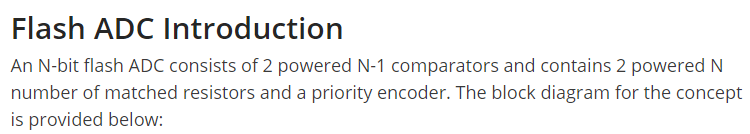 Flash ADC Introduction
An N-bit flash ADC consists of 2 powered N-1 comparators and contains 2 powered N
number of matched resistors and a priority encoder. The block diagram for the concept
is provided below: